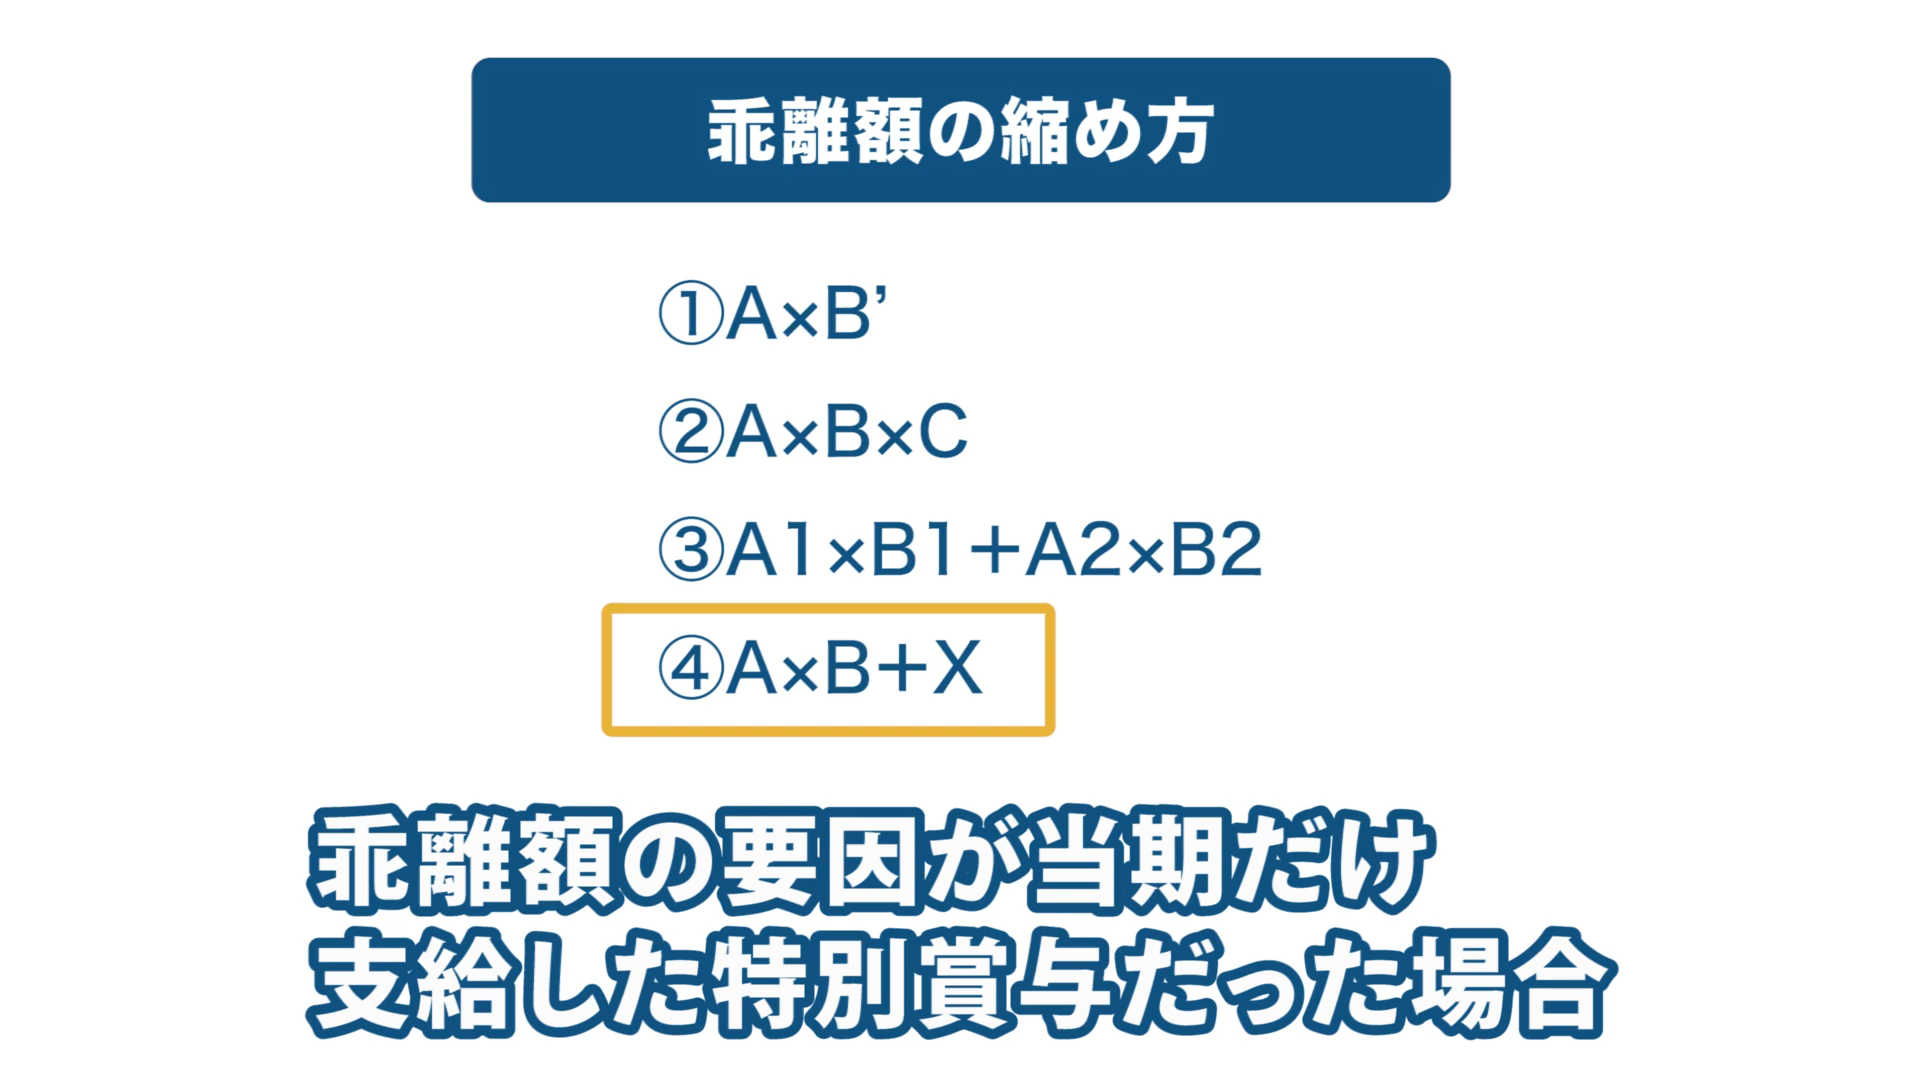 乖離額の縮め方
①A×B’
②A×B×C
③A1×B1＋A2×B2
④A×B＋X
乖離額の要因が当期だけ
支給した特別賞与だった場合